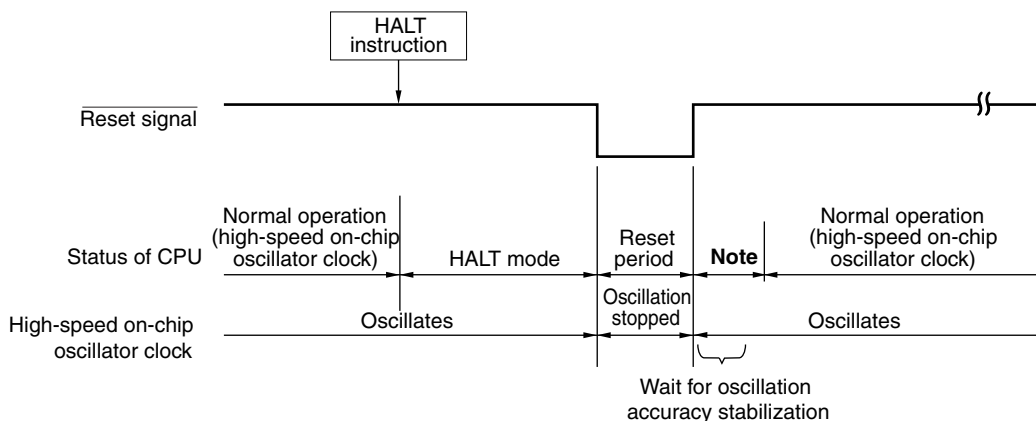 HALT
instruction
Reset signal
Normal operation
(high-speed on-chip
oscillator clock)
Status of CPU
HALT mode
Reset
period
Note
Normal operation
(high-speed on-chip
oscillator clock)
High-speed on-chip
oscillator clock
Oscillates
Oscillation
stopped
Oscillates
Wait for oscillation
accuracy stabilization